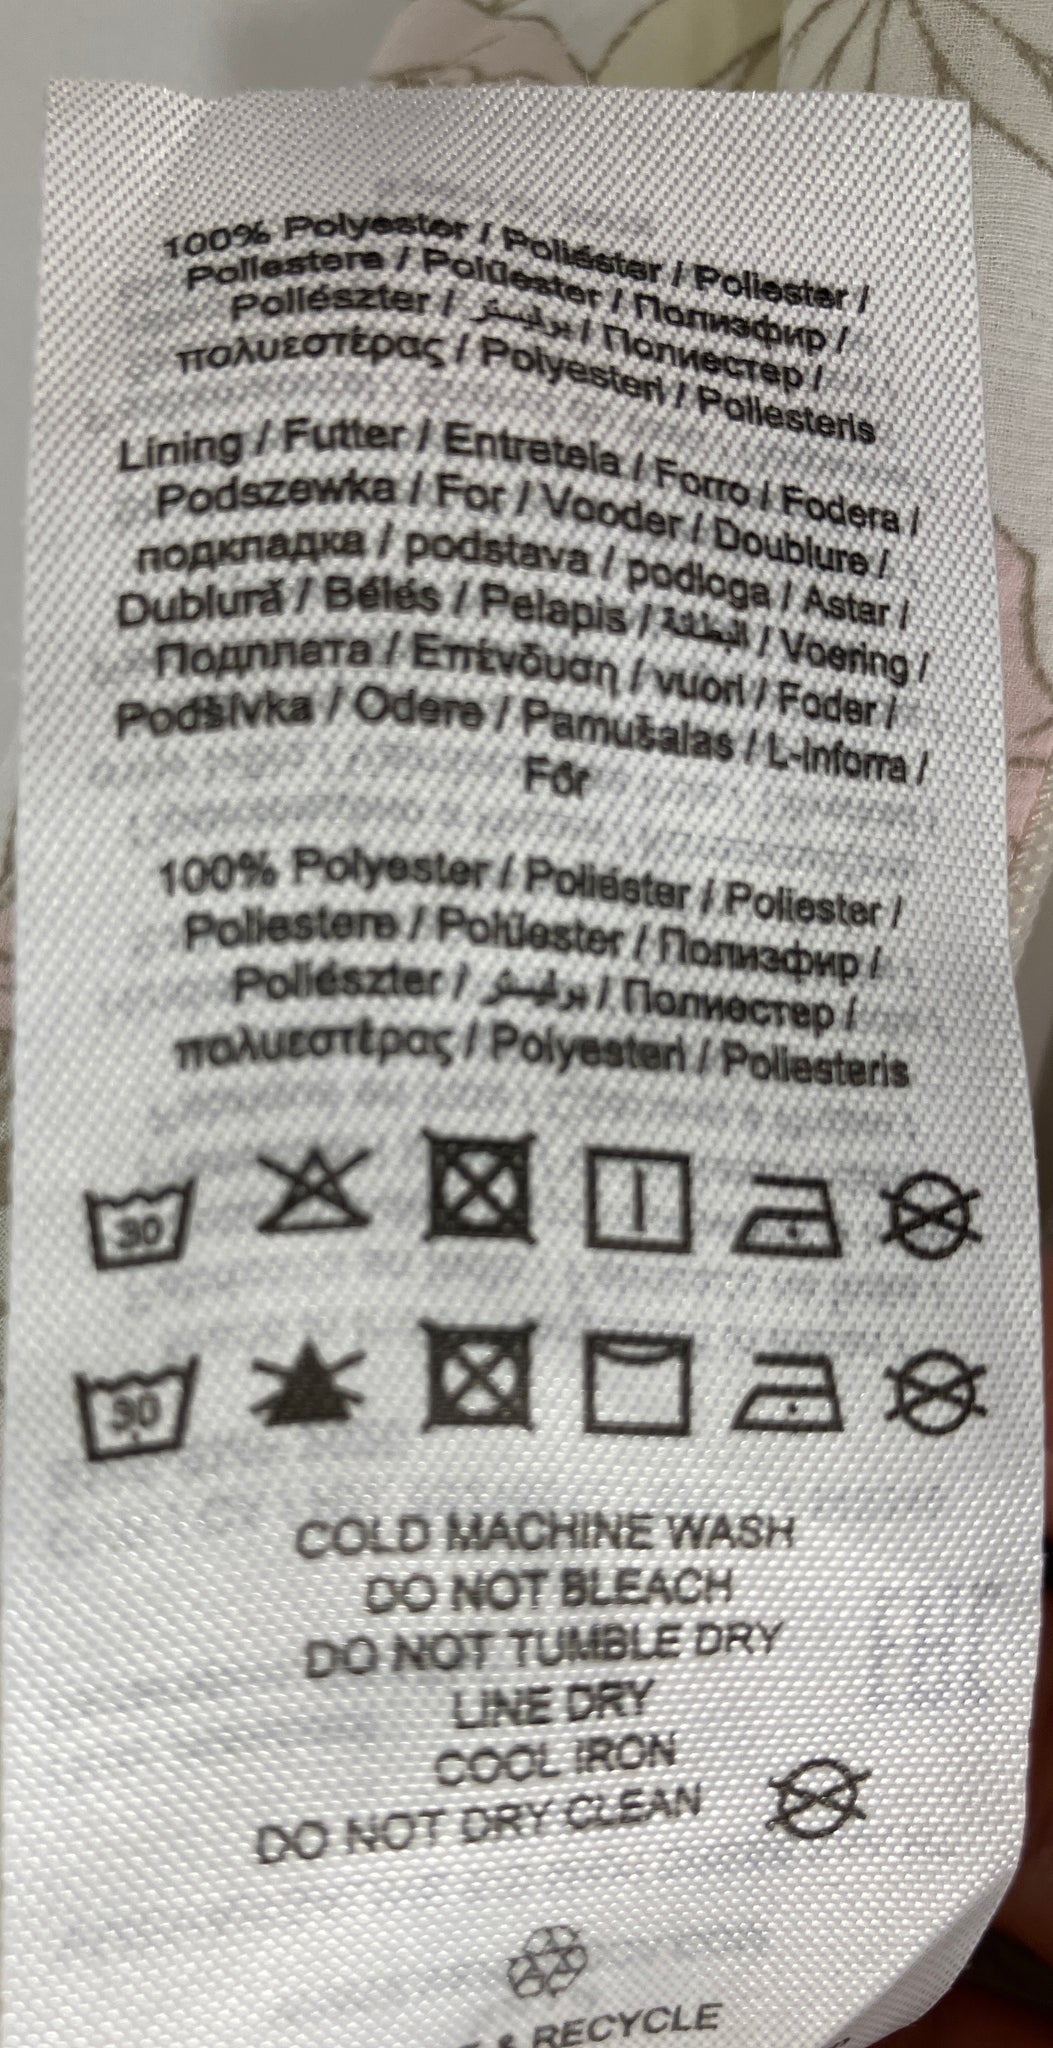 100% Polyester / Poliéster / Poliester /
Poliestere / Polüester / Полиэфир /
Poliészter / بوليستر / Полиестер /
πολυεστέρας / Polyesteri / Poliesteris
Lining / Futter / Entretela / Forro / Fodera /
Podszewka / For / Vooder / Doublure /
подкладка / podstava / podloga / Astar /
Dublură / Bélés / Pelapis / البطانة / Voering /
Подплата / Επένδυση / vuori / Foder /
Podšívka / Odere / Pamušalas / L-inforra /
Fôr
100% Polyester / Poliéster / Poliester /
Poliestere / Polüester / Полиэфир /
Poliészter / بوليستر / Полиестер /
πολυεστέρας / Polyesteri / Poliesteris
30
30
COLD MACHINE WASH
DO NOT BLEACH
DO NOT TUMBLE DRY
LINE DRY
COOL IRON
DO NOT DRY CLEAN
& RECYCLE